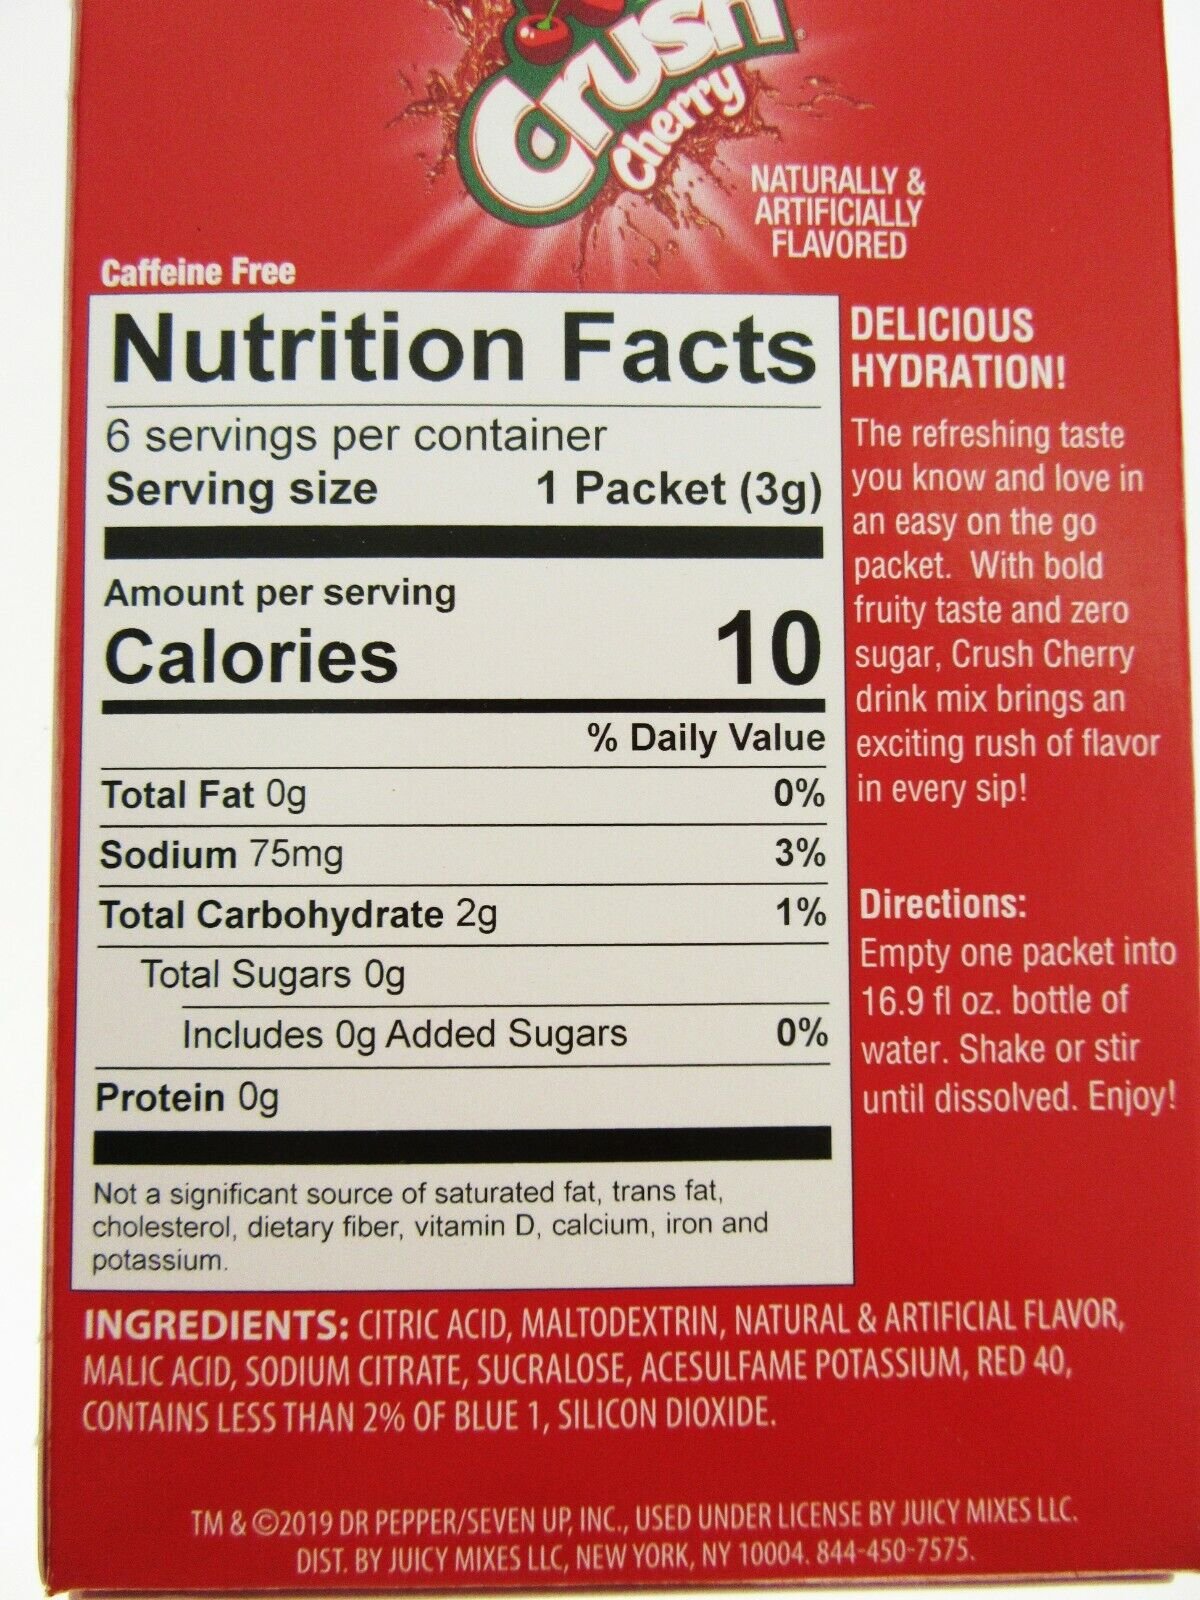 Crush
Cherry
NATURALLY &
ARTIFICIALLY
FLAVORED
Caffeine Free
Nutrition Facts
6 servings per container
Serving size 1 Packet (3g)
Amount per serving
Calories 10
% Daily Value
Total Fat 0g 0%
Sodium 75mg 3%
Total Carbohydrate 2g 1%
Total Sugars 0g
Includes 0g Added Sugars 0%
Protein 0g
Not a significant source of saturated fat, trans fat,
cholesterol, dietary fiber, vitamin D, calcium, iron and
potassium.
DELICIOUS
HYDRATION!
The refreshing taste
you know and love in
an easy on the go
packet. With bold
fruity taste and zero
sugar, Crush Cherry
drink mix brings an
exciting rush of flavor
in every sip!
Directions:
Empty one packet into
16.9 fl oz. bottle of
water. Shake or stir
until dissolved. Enjoy!
INGREDIENTS: CITRIC ACID, MALTODEXTRIN, NATURAL & ARTIFICIAL FLAVOR,
MALIC ACID, SODIUM CITRATE, SUCRALOSE, ACESULFAME POTASSIUM, RED 40,
CONTAINS LESS THAN 2% OF BLUE 1, SILICON DIOXIDE.
TM & ©2019 DR PEPPER/SEVEN UP, INC., USED UNDER LICENSE BY JUICY MIXES LLC.
DIST. BY JUICY MIXES LLC, NEW YORK, NY 10004. 844-450-7575.